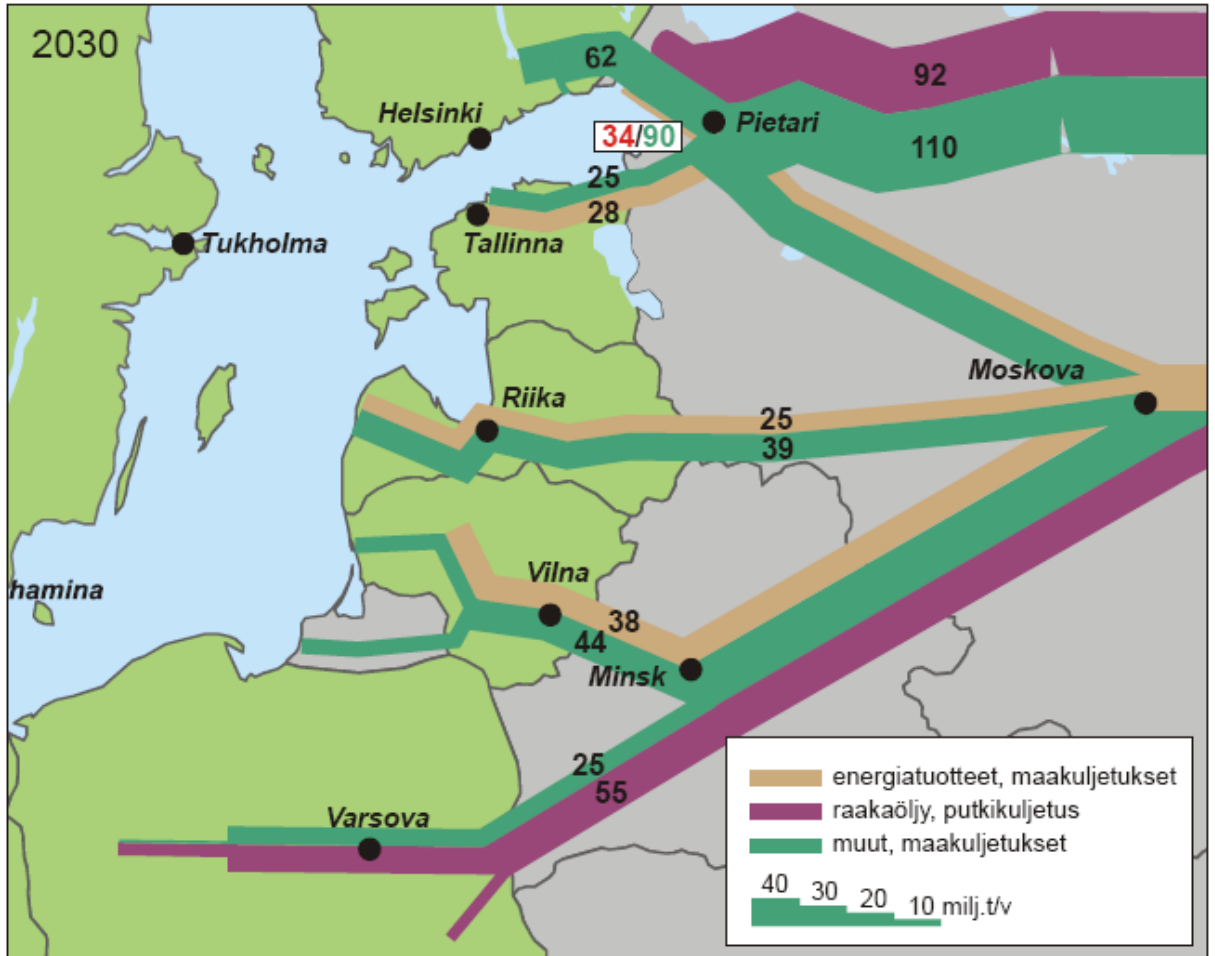 2030
62
92
Helsinki
Pietari
34/90
110
25
28
Tallinna
Tukholma
Moskova
Riika
25
39
Vilna
hamina
38
44
Minsk
25
55
Varsova
energiatuotteet, maakuljetukset
raakaöljy, putkikuljetus
muut, maakuljetukset
40 30 20 10 milj.t/v